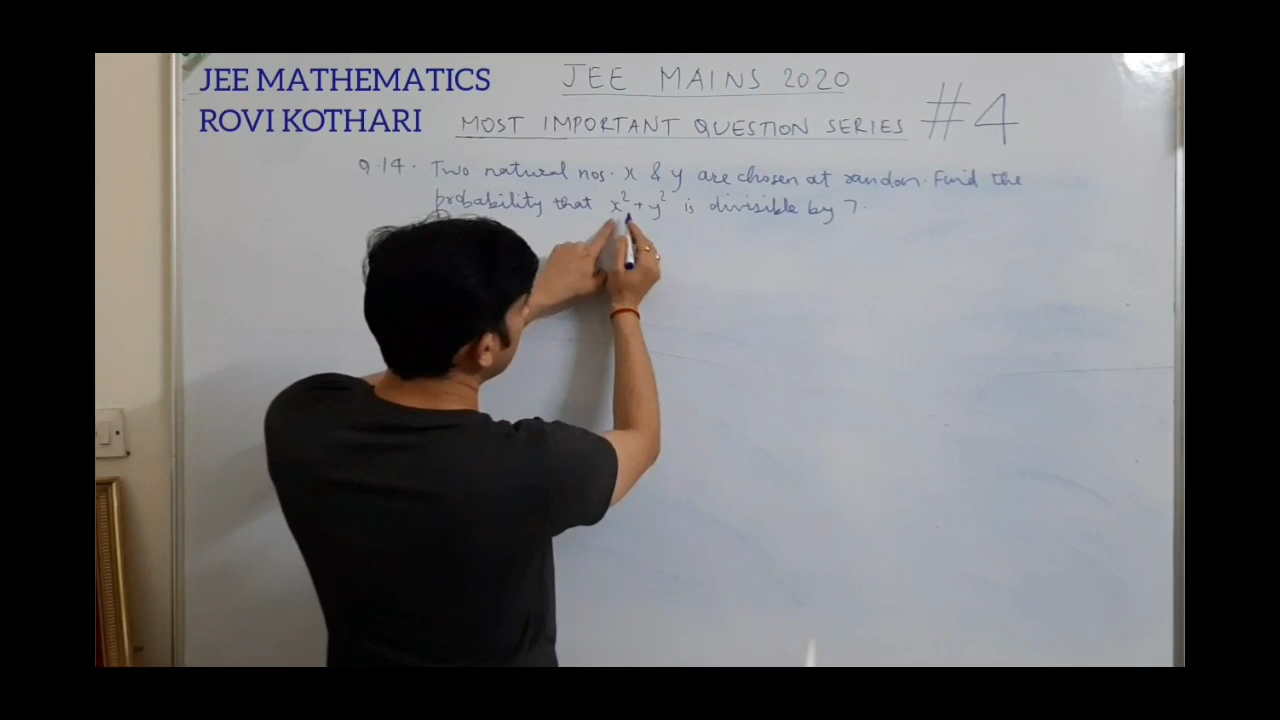 JEE MATHEMATICS
ROVI KOTHARI
JEE MAINS 2020
MOST IMPORTANT QUESTION SERIES #4
Q.14. Two natural nos. x & y are chosen at random. Find the
probability that x²+y² is divisible by 7.